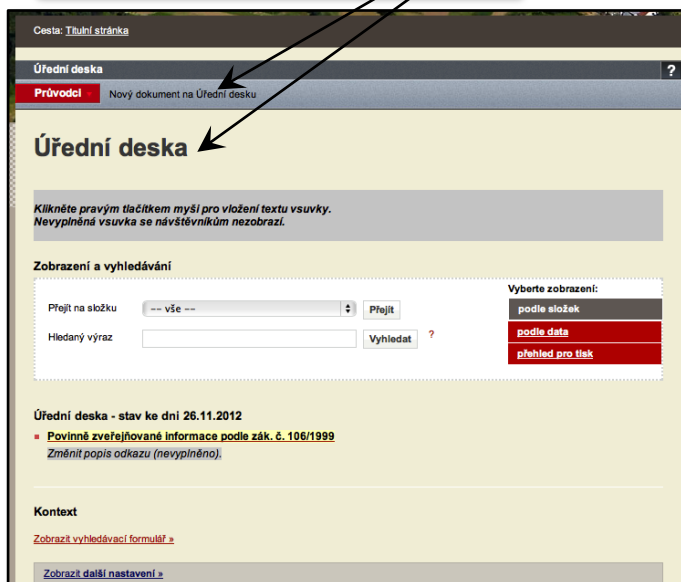 Cesta: Titulní stránka
Úřední deska ?
Průvodci Nový dokument na Úřední desku
Úřední deska
Klikněte pravým tlačítkem myši pro vložení textu vsuvky.
Nevyplněná vsuvka se návštěvníkům nezobrazí.
Zobrazení a vyhledávání
Vyberte zobrazení:
Přejít na složku -- vše -- Přejít
podle složek
Hledaný výraz Vyhledat ?
podle data
přehled pro tisk
Úřední deska - stav ke dni 26.11.2012
Povinně zveřejňované informace podle zák. č. 106/1999
Změnit popis odkazu (nevyplněno).
Kontext
Zobrazit vyhledávací formulář »
Zobrazit další nastavení »